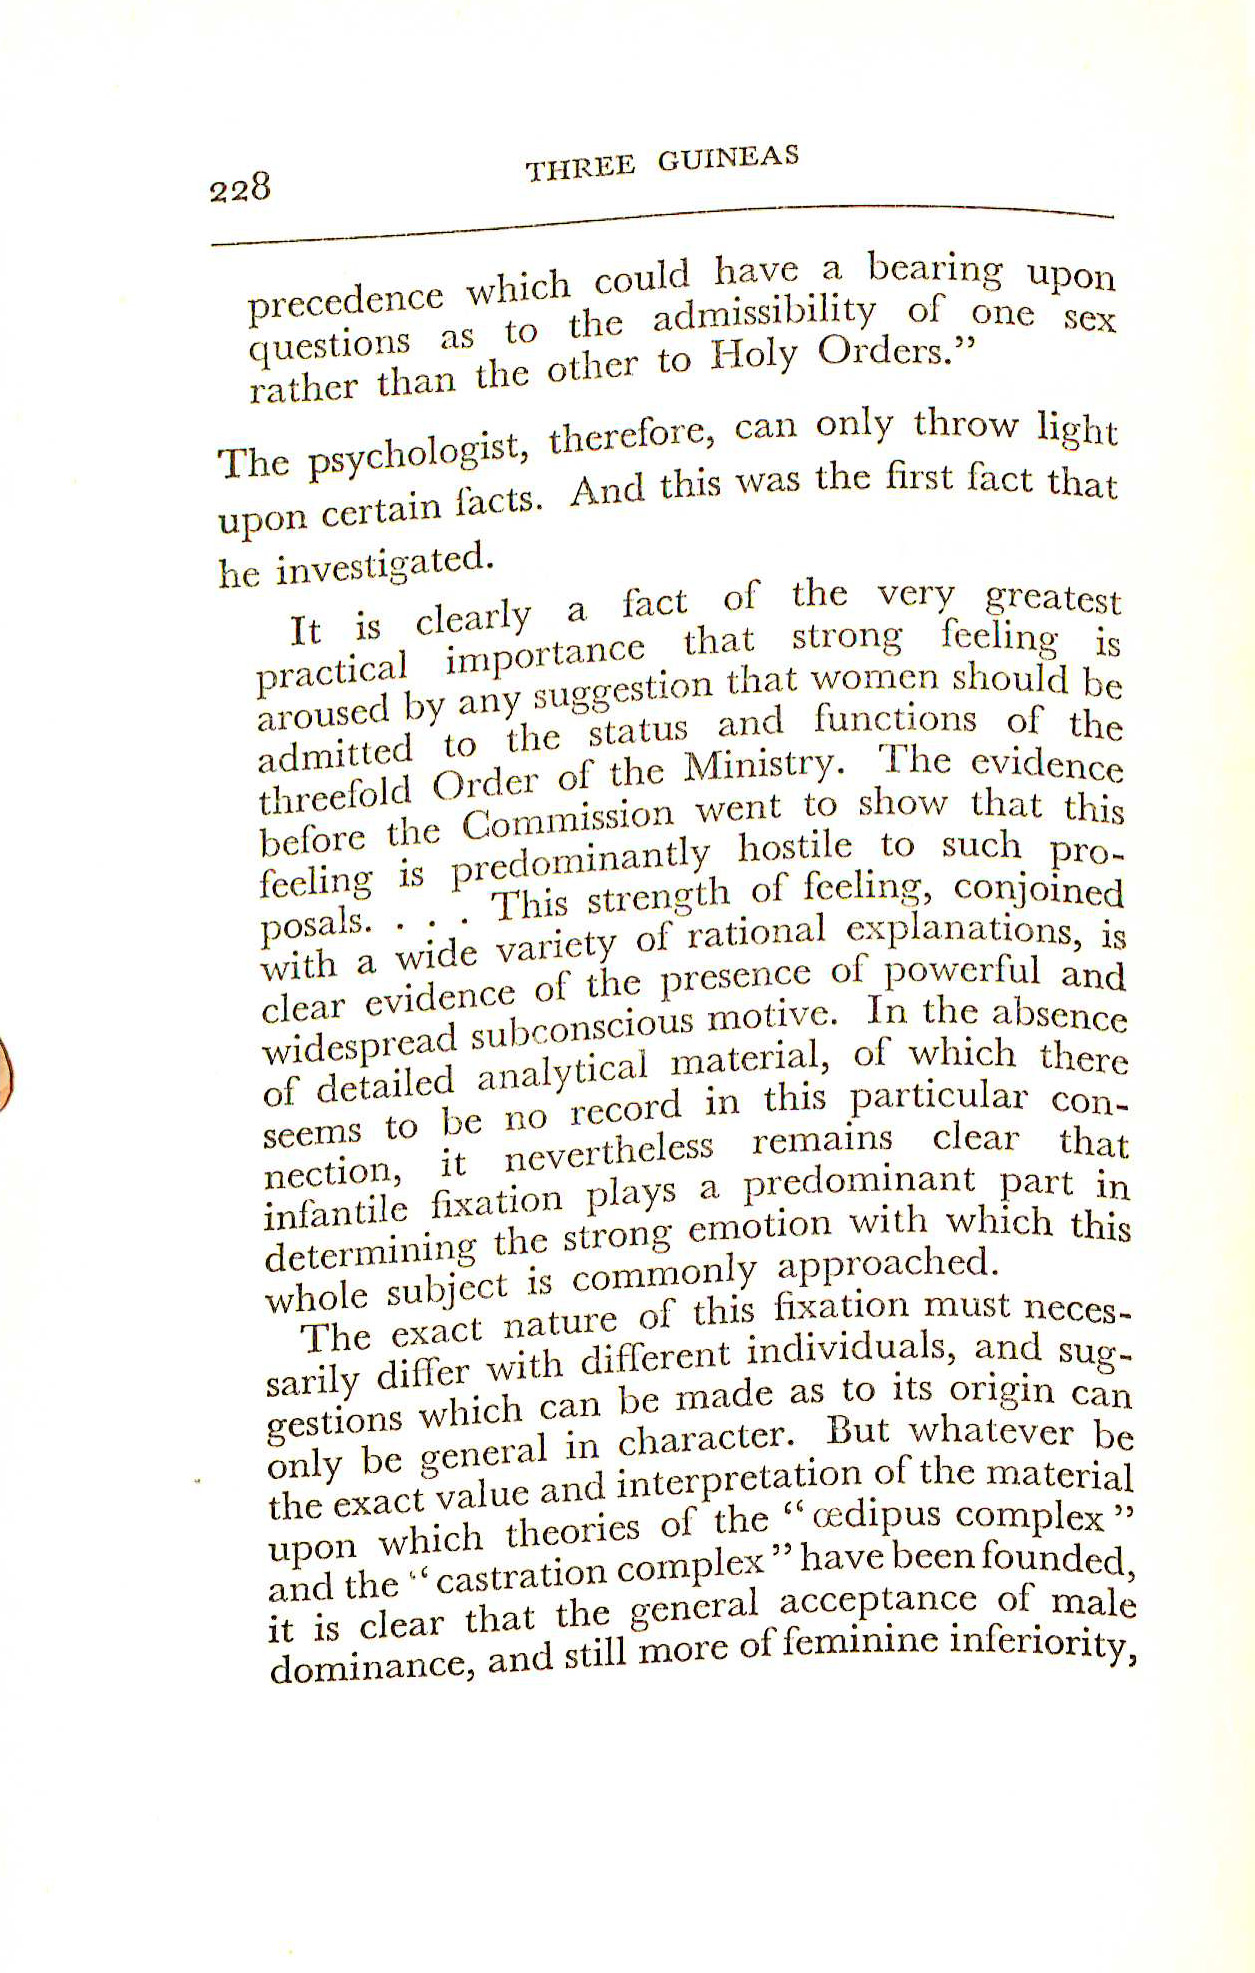 228
THREE GUINEAS
precedence which could have a bearing upon
questions as to the admissibility of one sex
rather than the other to Holy Orders.”
The psychologist, therefore, can only throw light
upon certain facts. And this was the first fact that
he investigated.
It is clearly a fact of the very greatest
practical importance that strong feeling is
aroused by any suggestion that women should be
admitted to the status and functions of the
threefold Order of the Ministry. The evidence
before the Commission went to show that this
feeling is predominantly hostile to such pro-
posals. . . . This strength of feeling, conjoined
with a wide variety of rational explanations, is
clear evidence of the presence of powerful and
widespread subconscious motive. In the absence
of detailed analytical material, of which there
seems to be no record in this particular con-
nection, it nevertheless remains clear that
infantile fixation plays a predominant part in
determining the strong emotion with which this
whole subject is commonly approached.
The exact nature of this fixation must neces-
sarily differ with different individuals, and sug-
gestions which can be made as to its origin can
only be general in character. But whatever be
the exact value and interpretation of the material
upon which theories of the “œdipus complex”
and the “castration complex” have been founded,
it is clear that the general acceptance of male
dominance, and still more of feminine inferiority,